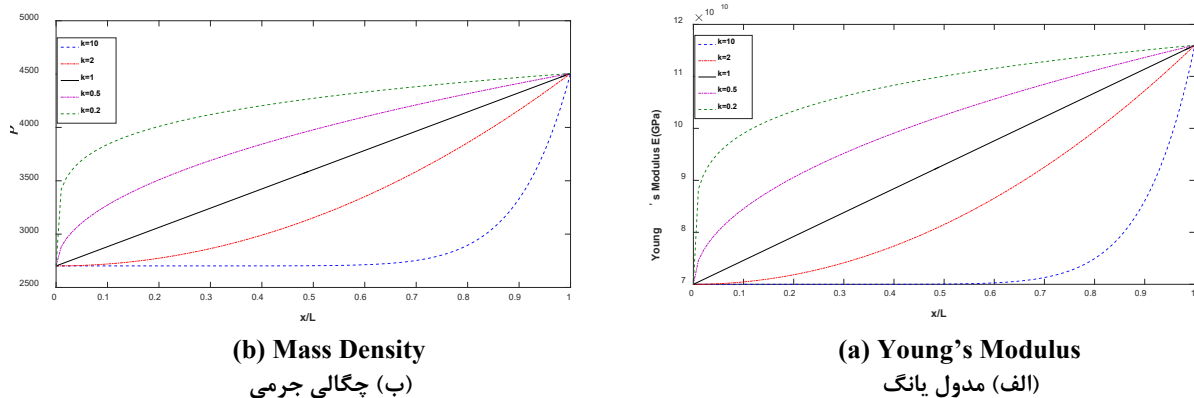 5000
4500
4000
3500
3000
2500
ρ
k=10
k=2
k=1
k=0.5
k=0.2
0 0.1 0.2 0.3 0.4 0.5 0.6 0.7 0.8 0.9 1
x/L
(b) Mass Density
(ب) چگالی جرمی
× 10 10
12
11
10
9
8
7
Young 's Modulus E(GPa)
k=10
k=2
k=1
k=0.5
k=0.2
0 0.1 0.2 0.3 0.4 0.5 0.6 0.7 0.8 0.9 1
x/L
(a) Young’s Modulus
(الف) مدول یانگ